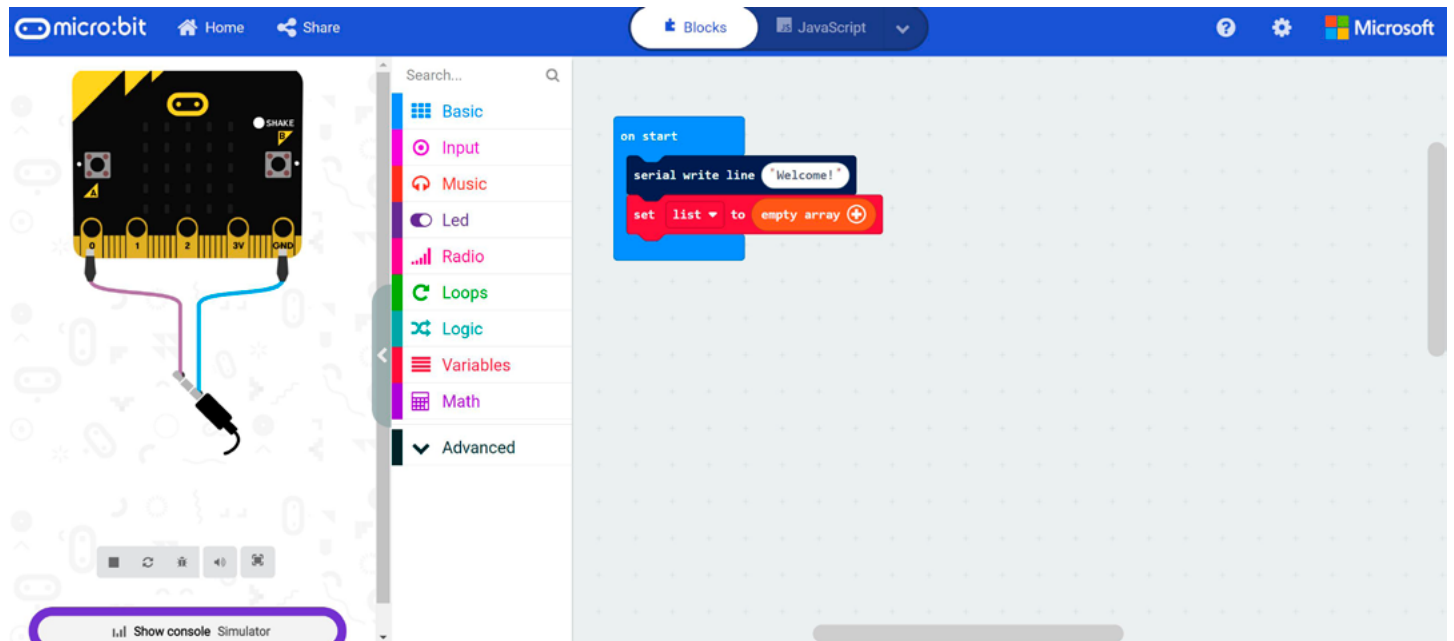 micro:bit Home Share Blocks JavaScript Microsoft
SHAKE
B
A
0 1 2 3V GND
Show console Simulator
Search...
Basic
Input
Music
Led
Radio
Loops
Logic
Variables
Math
Advanced
on start
serial write line "Welcome!"
set list to empty array